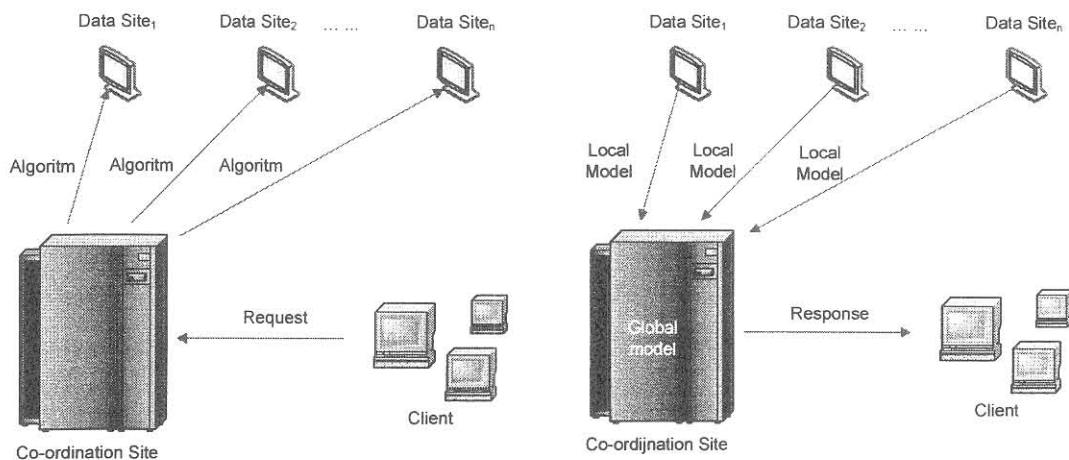 Data Site₁ Data Site₂ ... ... Data Siteₙ
Algoritm Algoritm Algoritm
Request
Client
Co-ordination Site
Data Site₁ Data Site₂ ... ... Data Siteₙ
Local Model
Local Model
Local Model
Global model
Response
Client
Co-ordijnation Site